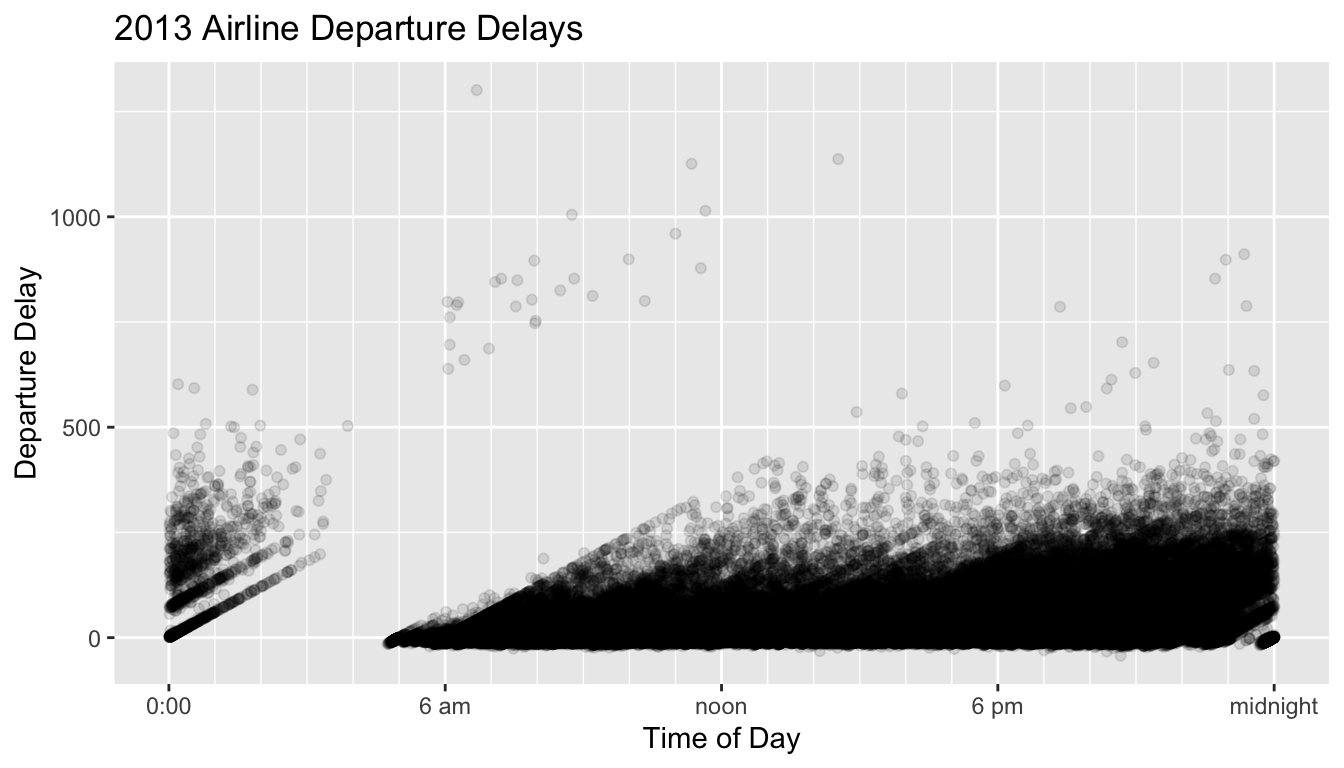 2013 Airline Departure Delays
Departure Delay
1000
500
0
0:00 6 am noon 6 pm midnight
Time of Day